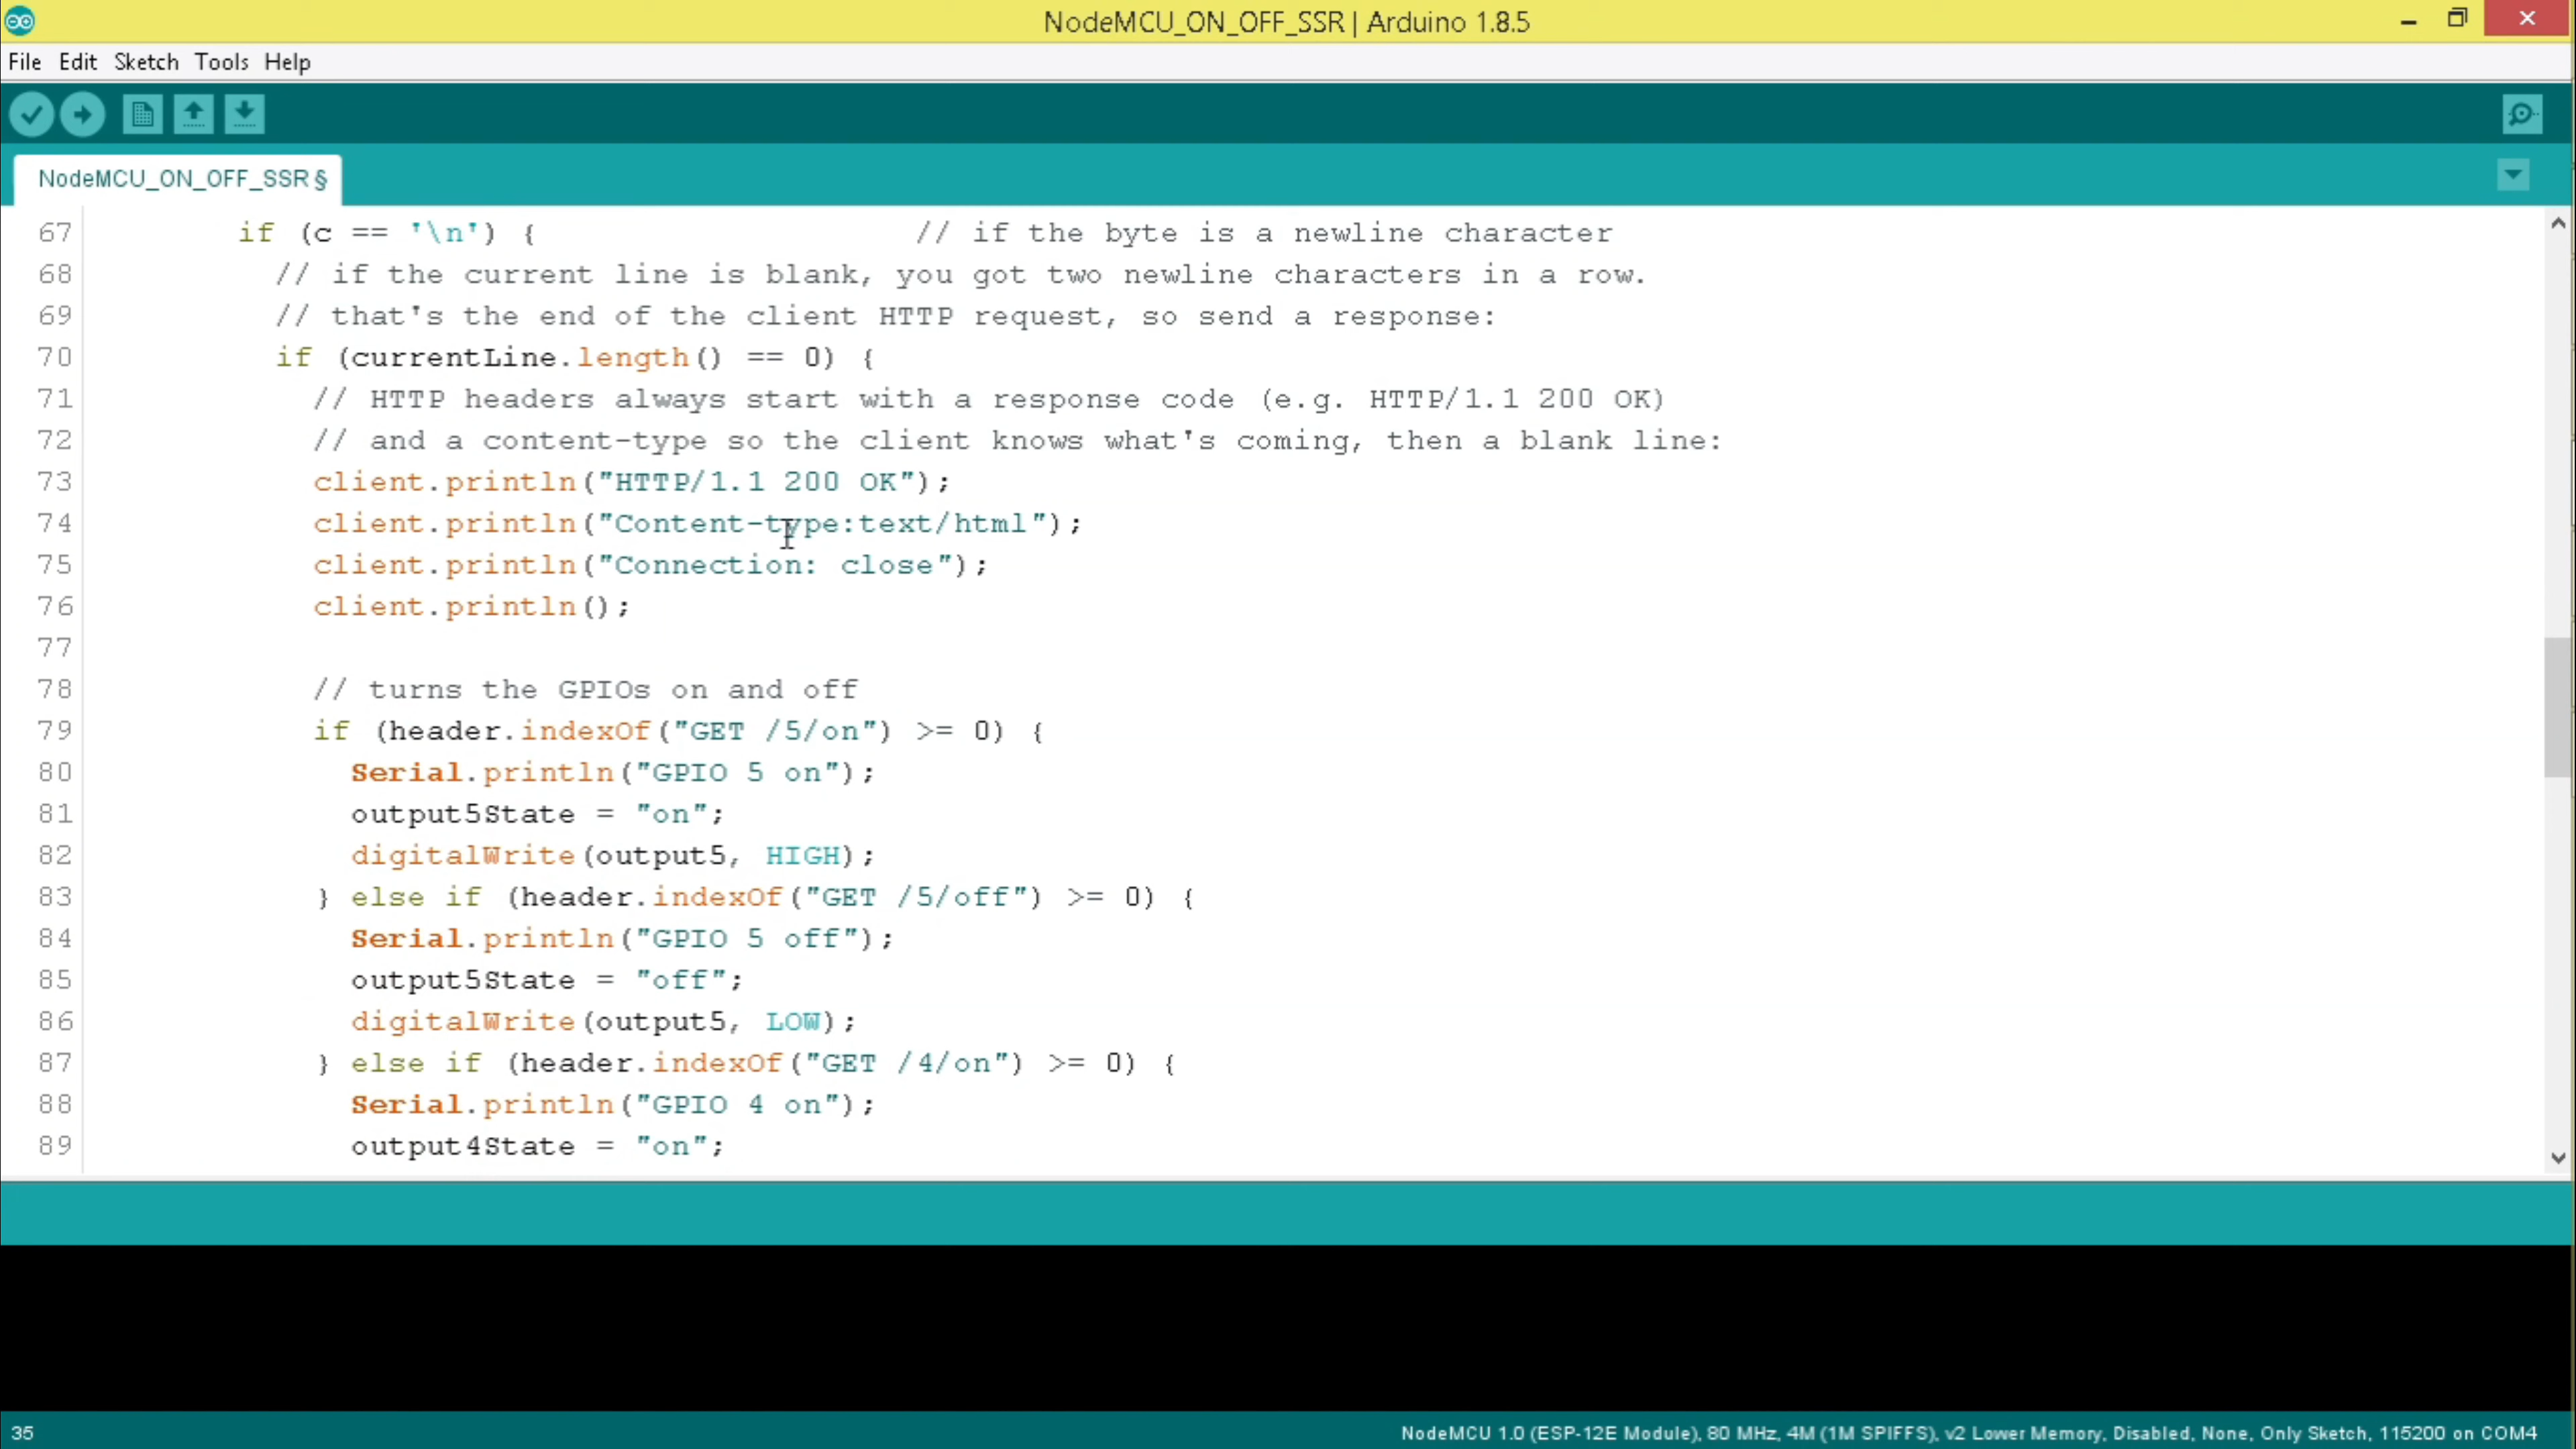 NodeMCU_ON_OFF_SSR | Arduino 1.8.5
File Edit Sketch Tools Help
NodeMCU_ON_OFF_SSR §
67 if (c == '\n') { // if the byte is a newline character
68 // if the current line is blank, you got two newline characters in a row.
69 // that's the end of the client HTTP request, so send a response:
70 if (currentLine.length() == 0) {
71 // HTTP headers always start with a response code (e.g. HTTP/1.1 200 OK)
72 // and a content-type so the client knows what's coming, then a blank line:
73 client.println("HTTP/1.1 200 OK");
74 client.println("Content-type:text/html");
75 client.println("Connection: close");
76 client.println();
77
78 // turns the GPIOs on and off
79 if (header.indexOf("GET /5/on") >= 0) {
80 Serial.println("GPIO 5 on");
81 output5State = "on";
82 digitalWrite(output5, HIGH);
83 } else if (header.indexOf("GET /5/off") >= 0) {
84 Serial.println("GPIO 5 off");
85 output5State = "off";
86 digitalWrite(output5, LOW);
87 } else if (header.indexOf("GET /4/on") >= 0) {
88 Serial.println("GPIO 4 on");
89 output4State = "on";
35 NodeMCU 1.0 (ESP-12E Module), 80 MHz, 4M (1M SPIFFS), v2 Lower Memory, Disabled, None, Only Sketch, 115200 on COM4